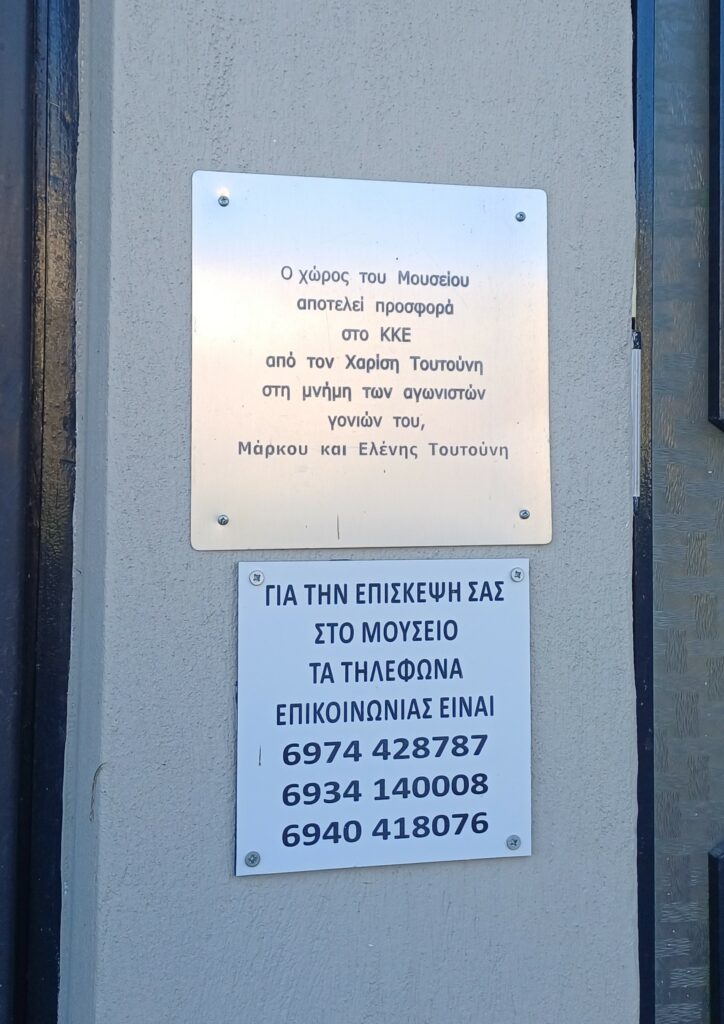 Ο χώρος του Μουσείου
αποτελεί προσφορά
στο ΚΚΕ
από τον Χαρίση Τουτούνη
στη μνήμη των αγωνιστών
γονιών του,
Μάρκου και Ελένης Τουτούνη
ΓΙΑ ΤΗΝ ΕΠΙΣΚΕΨΗ ΣΑΣ
ΣΤΟ ΜΟΥΣΕΙΟ
ΤΑ ΤΗΛΕΦΩΝΑ
ΕΠΙΚΟΙΝΩΝΙΑΣ ΕΙΝΑΙ
6974 428787
6934 140008
6940 418076